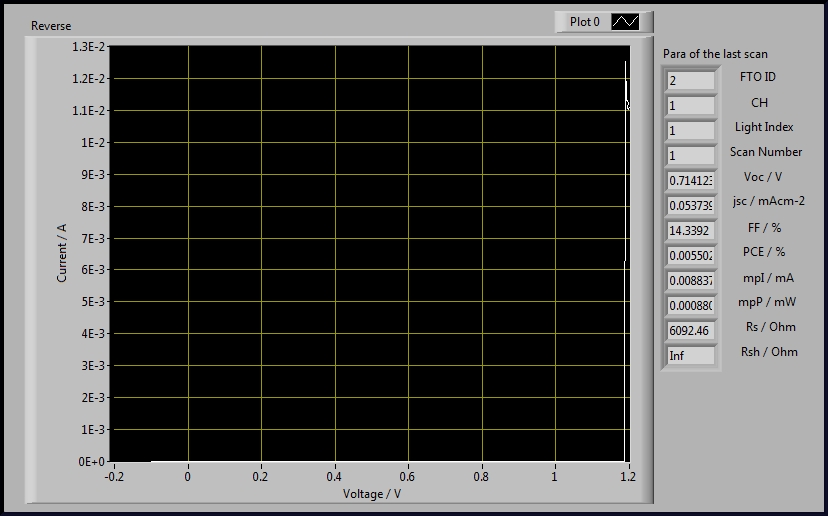 Reverse
Plot 0
1.3E-2
1.2E-2
1.1E-2
1E-2
9E-3
8E-3
7E-3
6E-3
5E-3
4E-3
3E-3
2E-3
1E-3
0E+0
Current / A
-0.2
0
0.2
0.4
0.6
0.8
1
1.2
Voltage / V
Para of the last scan
2 FTO ID
1 CH
1 Light Index
1 Scan Number
0.714123 Voc / V
0.053739 jsc / mAcm-2
14.3392 FF / %
0.005502 PCE / %
0.008837 mpI / mA
0.000880 mpP / mW
6092.46 Rs / Ohm
Inf Rsh / Ohm